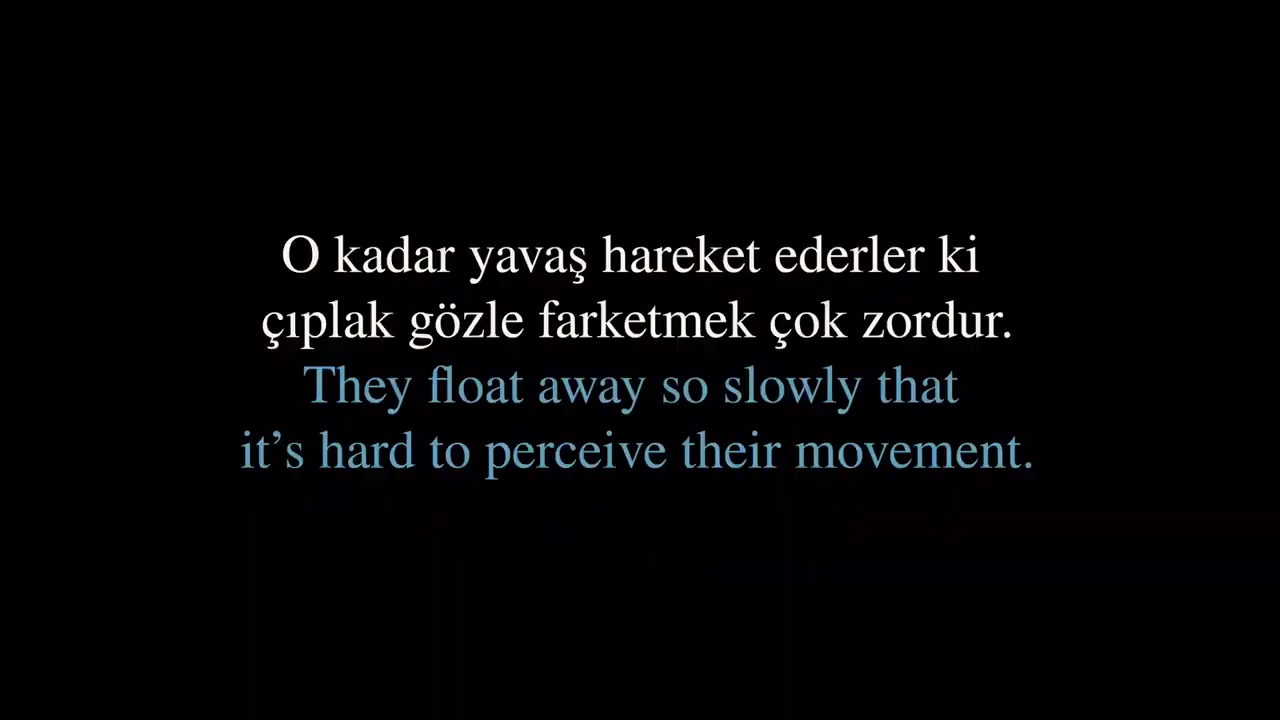 O kadar yavaş hareket ederler ki
çıplak gözle farketmek çok zordur.
They float away so slowly that
it’s hard to perceive their movement.